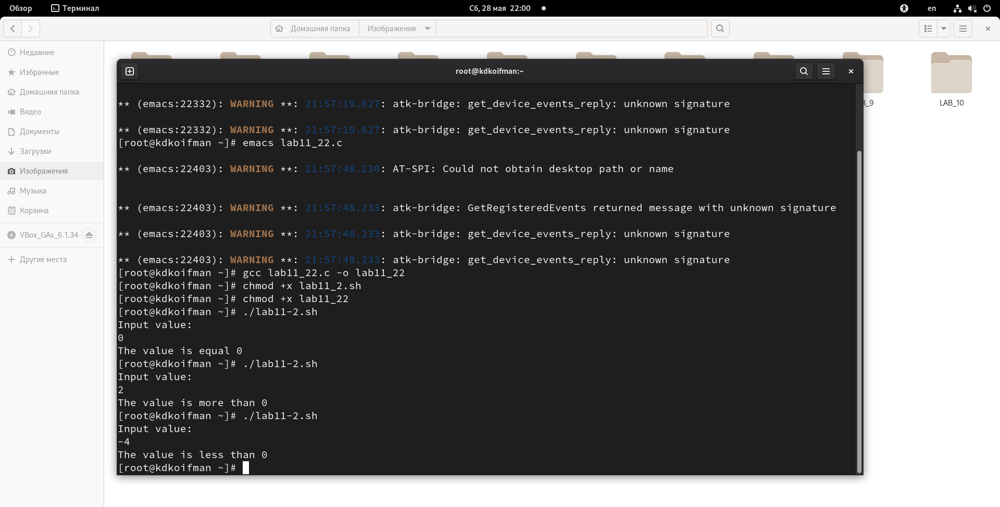 Обзор
Терминал
Сб, 28 мая 22:00
en
Домашняя папка
Изображения
Недавние
Избранные
Домашняя папка
Видео
Документы
Загрузки
Изображения
Музыка
Корзина
VBox_GAs_6.1.34
Другие места
LAB_10
root@kdkoifman:~
** (emacs:22332): WARNING **: 21:57:19.627: atk-bridge: get_device_events_reply: unknown signature
** (emacs:22332): WARNING **: 21:57:19.627: atk-bridge: get_device_events_reply: unknown signature
[root@kdkoifman ~]# emacs lab11_22.c
** (emacs:22403): WARNING **: 21:57:48.230: AT-SPI: Could not obtain desktop path or name
** (emacs:22403): WARNING **: 21:57:48.233: atk-bridge: GetRegisteredEvents returned message with unknown signature
** (emacs:22403): WARNING **: 21:57:48.233: atk-bridge: get_device_events_reply: unknown signature
** (emacs:22403): WARNING **: 21:57:48.233: atk-bridge: get_device_events_reply: unknown signature
[root@kdkoifman ~]# gcc lab11_22.c -o lab11_22
[root@kdkoifman ~]# chmod +x lab11_2.sh
[root@kdkoifman ~]# chmod +x lab11_22
[root@kdkoifman ~]# ./lab11-2.sh
Input value:
0
The value is equal 0
[root@kdkoifman ~]# ./lab11-2.sh
Input value:
2
The value is more than 0
[root@kdkoifman ~]# ./lab11-2.sh
Input value:
-4
The value is less than 0
[root@kdkoifman ~]#